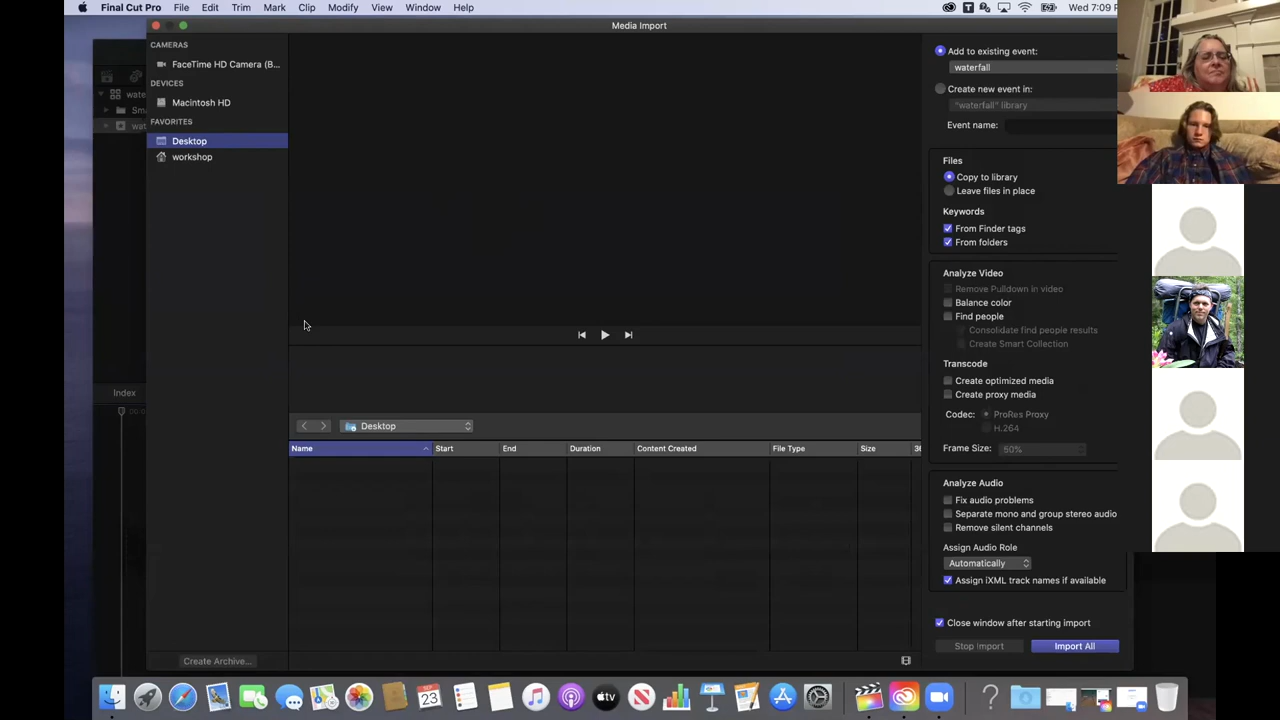 Final Cut Pro File Edit Trim Mark Clip Modify View Window Help Wed 7:09
Media Import
CAMERAS
FaceTime HD Camera (B...
DEVICES
Macintosh HD
FAVORITES
Desktop
workshop
Index
Create Archive...
Desktop
Name Start End Duration Content Created File Type Size
Add to existing event:
waterfall
Create new event in:
"waterfall" library
Event name:
Files
Copy to library
Leave files in place
Keywords
From Finder tags
From folders
Analyze Video
Remove Pulldown in video
Balance color
Find people
Consolidate find people results
Create Smart Collection
Transcode
Create optimized media
Create proxy media
Codec: ProRes Proxy
H.264
Frame Size: 50%
Analyze Audio
Fix audio problems
Separate mono and group stereo audio
Remove silent channels
Assign Audio Role
Automatically
Assign iXML track names if available
Close window after starting import
Stop Import Import All
SEP
23
tv